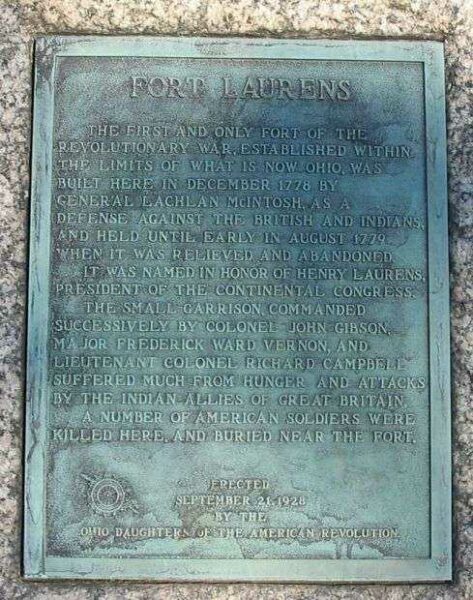 FORT LAURENS
THE FIRST AND ONLY FORT OF THE
REVOLUTIONARY WAR, ESTABLISHED WITHIN
THE LIMITS OF WHAT IS NOW OHIO, WAS
BUILT HERE IN DECEMBER 1778 BY
GENERAL LACHLAN MCINTOSH, AS A
DEFENSE AGAINST THE BRITISH AND INDIANS,
AND HELD UNTIL EARLY IN AUGUST 1779
WHEN IT WAS RELIEVED AND ABANDONED.
IT WAS NAMED IN HONOR OF HENRY LAURENS,
PRESIDENT OF THE CONTINENTAL CONGRESS.
THE SMALL GARRISON, COMMANDED
SUCCESSIVELY BY COLONEL JOHN GIBSON,
MAJOR FREDERICK WARD VERNON, AND
LIEUTENANT COLONEL RICHARD CAMPBELL
SUFFERED MUCH FROM HUNGER AND ATTACKS
BY THE INDIAN ALLIES OF GREAT BRITAIN.
A NUMBER OF AMERICAN SOLDIERS WERE
KILLED HERE, AND BURIED NEAR THE FORT.
ERECTED
SEPTEMBER 21, 1928
BY THE
OHIO DAUGHTERS OF THE AMERICAN REVOLUTION